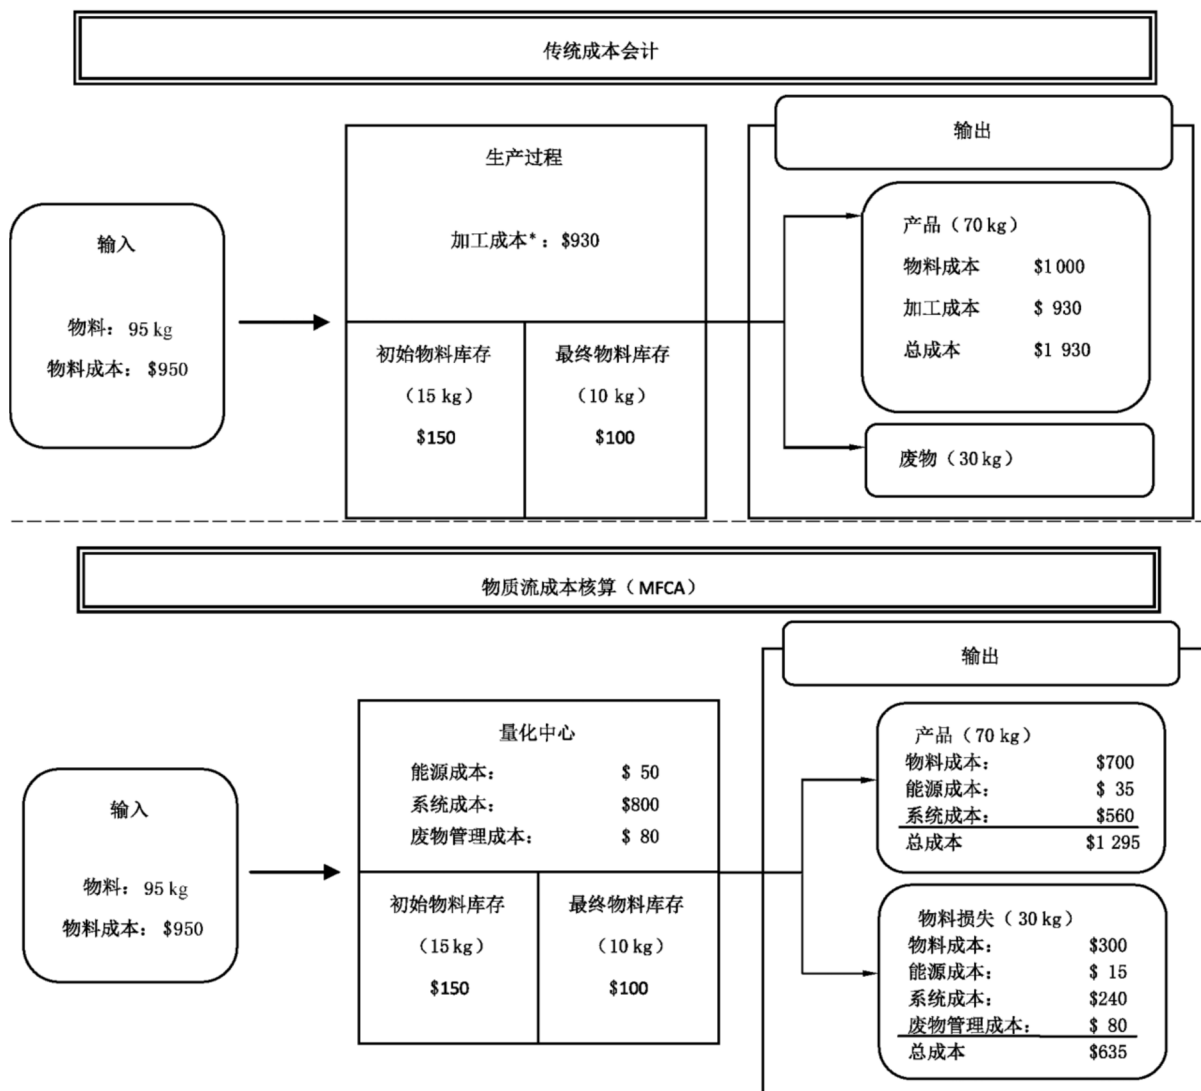 传统成本会计
输出
生产过程
加工成本*：$930
输入
物料：95 kg
物料成本：$950
初始物料库存
（15 kg）
$150
最终物料库存
（10 kg）
$100
产品（70 kg）
物料成本 $1 000
加工成本 $ 930
总成本 $1 930
废物（30 kg）
物质流成本核算（MFCA）
输出
量化中心
能源成本： $ 50
系统成本： $800
废物管理成本： $ 80
输入
物料：95 kg
物料成本：$950
初始物料库存
（15 kg）
$150
最终物料库存
（10 kg）
$100
产品（70 kg）
物料成本： $700
能源成本： $ 35
系统成本： $560
总成本 $1 295
物料损失（30 kg）
物料成本： $300
能源成本： $ 15
系统成本： $240
废物管理成本： $ 80
总成本 $635